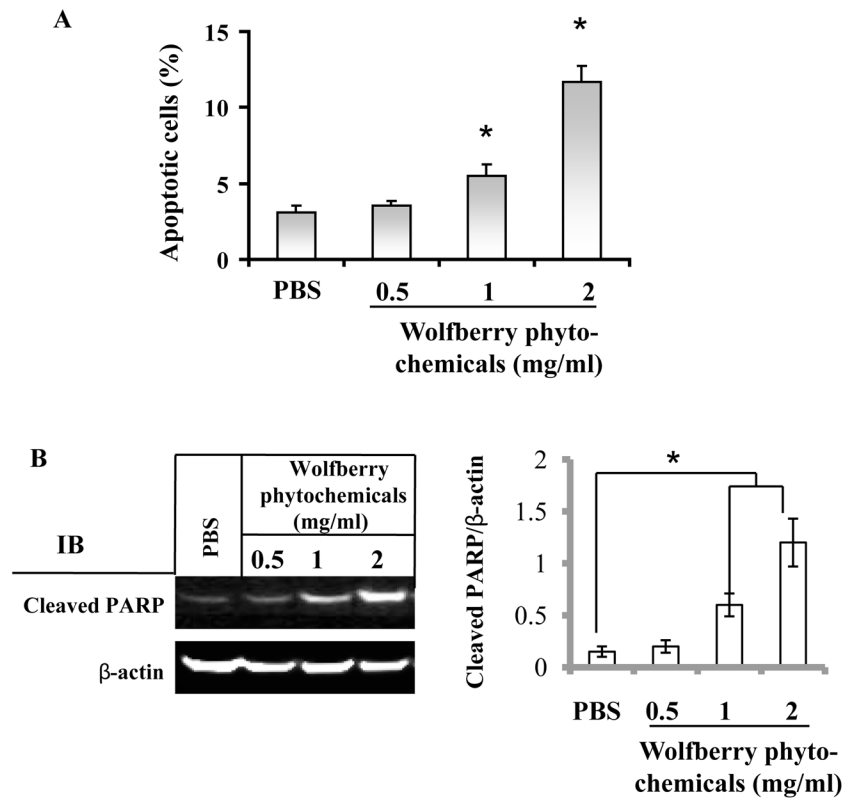 A
Apoptotic cells (%)
15
10
5
0
*
*
PBS
0.5
1
2
Wolfberry phyto-
chemicals (mg/ml)
B
IB
PBS
Wolfberry
phytochemicals
(mg/ml)
0.5
1
2
Cleaved PARP
β-actin
Cleaved PARP/β-actin
2
1.5
1
0.5
0
*
PBS
0.5
1
2
Wolfberry phyto-
chemicals (mg/ml)